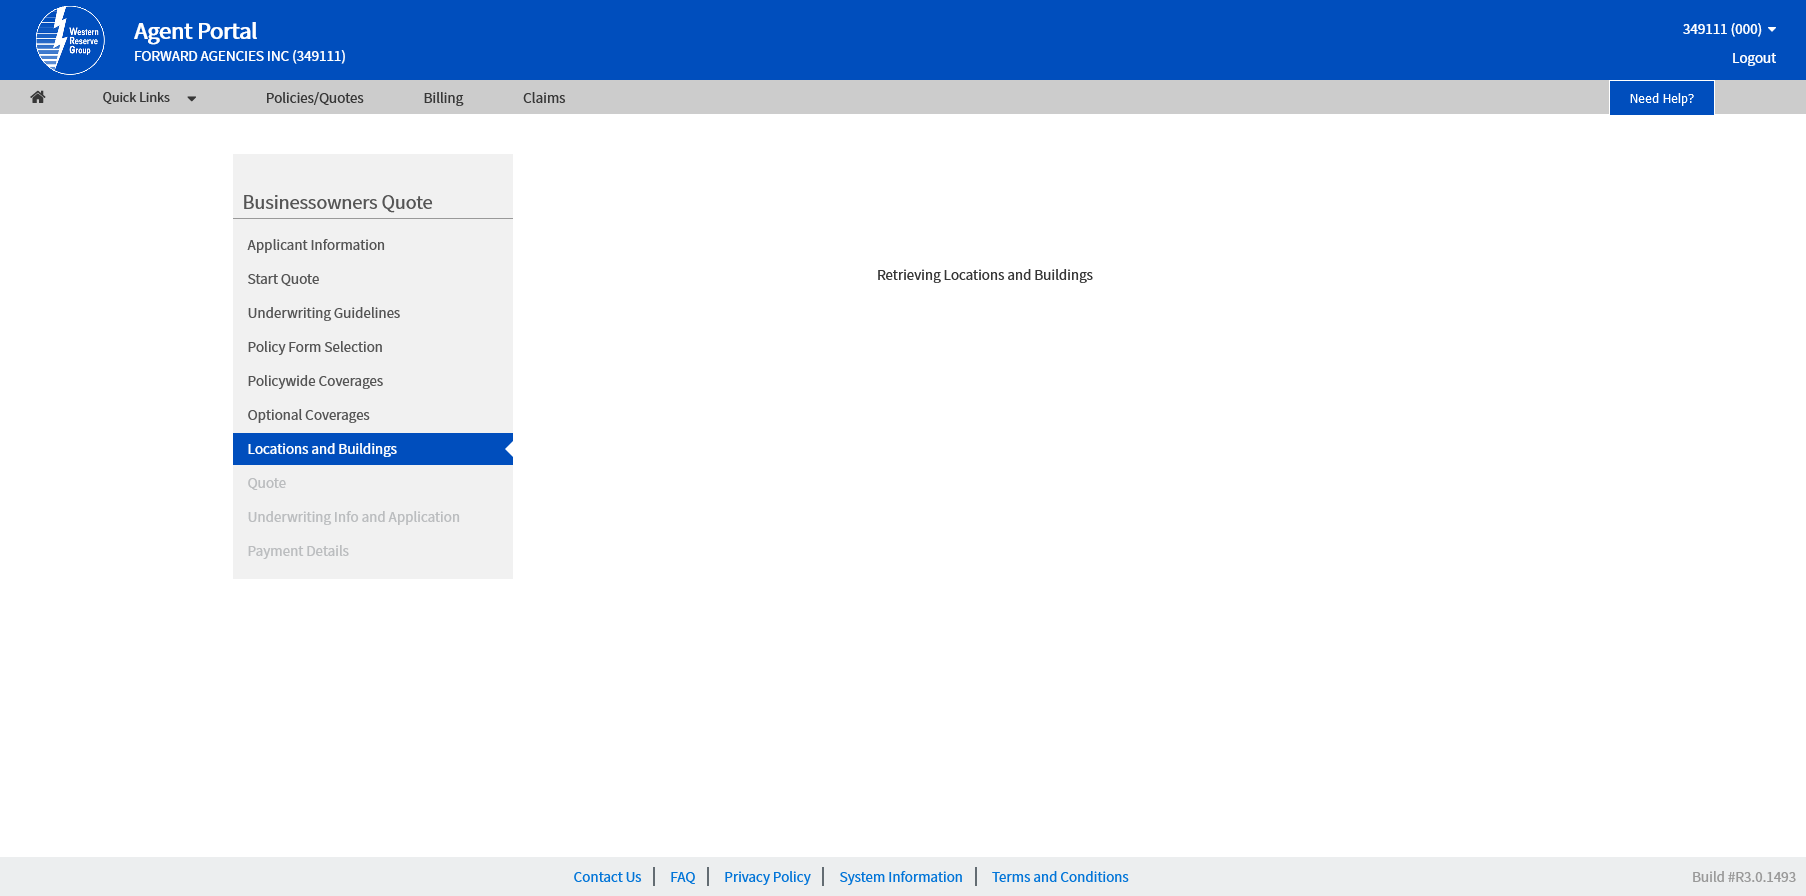 Western
Reserve
Group
Agent Portal
FORWARD AGENCIES INC (349111)
349111 (000)
Logout
Quick Links
Policies/Quotes
Billing
Claims
Need Help?
Businessowners Quote
Applicant Information
Start Quote
Underwriting Guidelines
Policy Form Selection
Policywide Coverages
Optional Coverages
Locations and Buildings
Quote
Underwriting Info and Application
Payment Details
Retrieving Locations and Buildings
Contact Us
FAQ
Privacy Policy
System Information
Terms and Conditions
Build #R3.0.1493